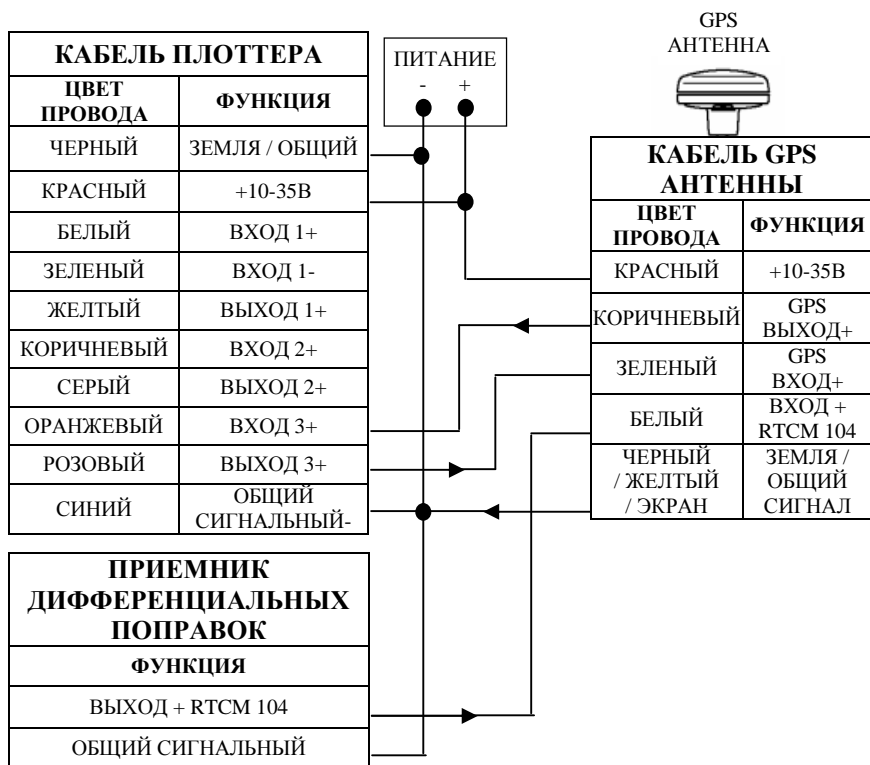 GPS
АНТЕННА
ПИТАНИЕ
- +
КАБЕЛЬ ПЛОТТЕРА
ЦВЕТ
ПРОВОДА
ФУНКЦИЯ
ЧЕРНЫЙ ЗЕМЛЯ / ОБЩИЙ
КРАСНЫЙ +10-35В
БЕЛЫЙ ВХОД 1+
ЗЕЛЕНЫЙ ВХОД 1-
ЖЕЛТЫЙ ВЫХОД 1+
КОРИЧНЕВЫЙ ВХОД 2+
СЕРЫЙ ВЫХОД 2+
ОРАНЖЕВЫЙ ВХОД 3+
РОЗОВЫЙ ВЫХОД 3+
СИНИЙ
ОБЩИЙ
СИГНАЛЬНЫЙ-
КАБЕЛЬ GPS
АНТЕННЫ
ЦВЕТ
ПРОВОДА
ФУНКЦИЯ
КРАСНЫЙ +10-35В
КОРИЧНЕВЫЙ
GPS
ВЫХОД+
ЗЕЛЕНЫЙ
GPS
ВХОД+
БЕЛЫЙ
ВХОД +
RTCM 104
ЧЕРНЫЙ
/ ЖЕЛТЫЙ
/ ЭКРАН
ЗЕМЛЯ /
ОБЩИЙ
СИГНАЛ
ПРИЕМНИК
ДИФФЕРЕНЦИАЛЬНЫХ
ПОПРАВОК
ФУНКЦИЯ
ВЫХОД + RTCM 104
ОБЩИЙ СИГНАЛЬНЫЙ